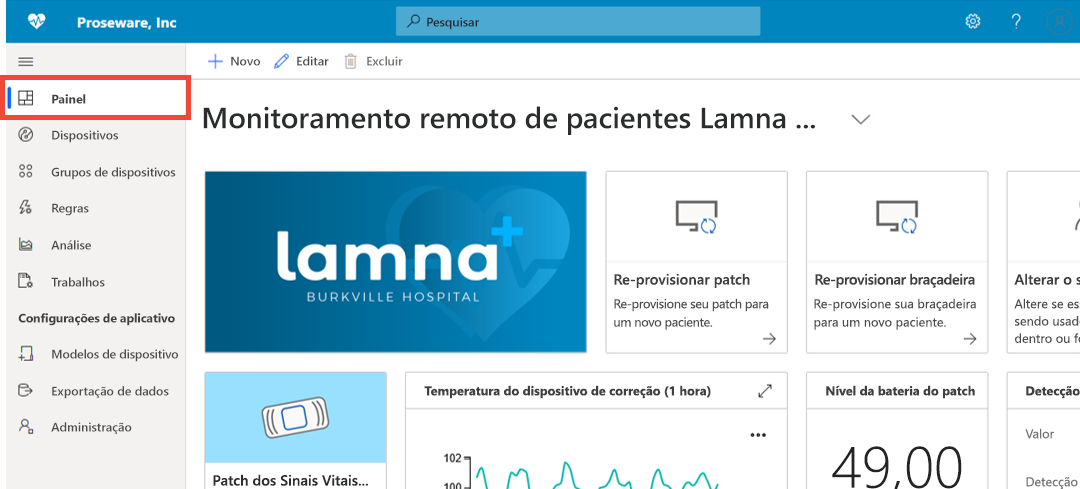 Proseware, Inc
Pesquisar
?
Novo
Editar
Excluir
Painel
Dispositivos
Grupos de dispositivos
Regras
Análise
Trabalhos
Configurações de aplicativo
Modelos de dispositivo
Exportação de dados
Administração
Monitoramento remoto de pacientes Lamna ...
lamna
BURKVILLE HOSPITAL
Re-provisionar patch
Re-provisione seu patch para
um novo paciente.
Re-provisionar braçadeira
Re-provisione sua braçadeira
para um novo paciente.
Alterar o s
Altere se es
sendo usad
dentro ou f
Patch dos Sinais Vitais...
Temperatura do dispositivo de correção (1 hora)
102
100
Nível da bateria do patch
49,00
Detecção
Valor
Detecção